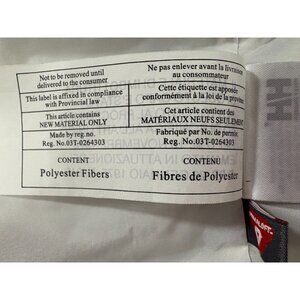 Not to be removed until
delivered to the consumer
Ne pas enlever avant la livraison
au consommateur
This label is affixed in compliance
with Provincial law
Cette étiquette est apposée
conformément à la loi de la province
This article contains
NEW MATERIAL ONLY
Cet article contient des
MATÉRIAUX NEUFS SEULEMENT
Made by reg.no.
Reg. No.03T-0264303
Fabriqué par No. de permis.
Reg. No.03T-0264303
CONTENT
Polyester Fibers
CONTENU
Fibres de Polyester
HH